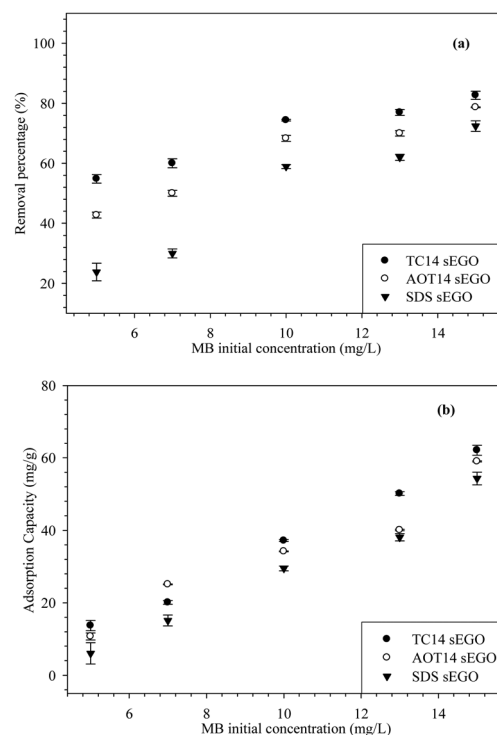 (a)
100
80
60
40
20
Removal percentage (%)
6 8 10 12 14
MB initial concentration (mg/L)
TC14 sEGO
AOT14 sEGO
SDS sEGO
(b)
80
60
40
20
0
Adsorption Capacity (mg/g)
6 8 10 12 14
MB initial concentration (mg/L)
TC14 sEGO
AOT14 sEGO
SDS sEGO